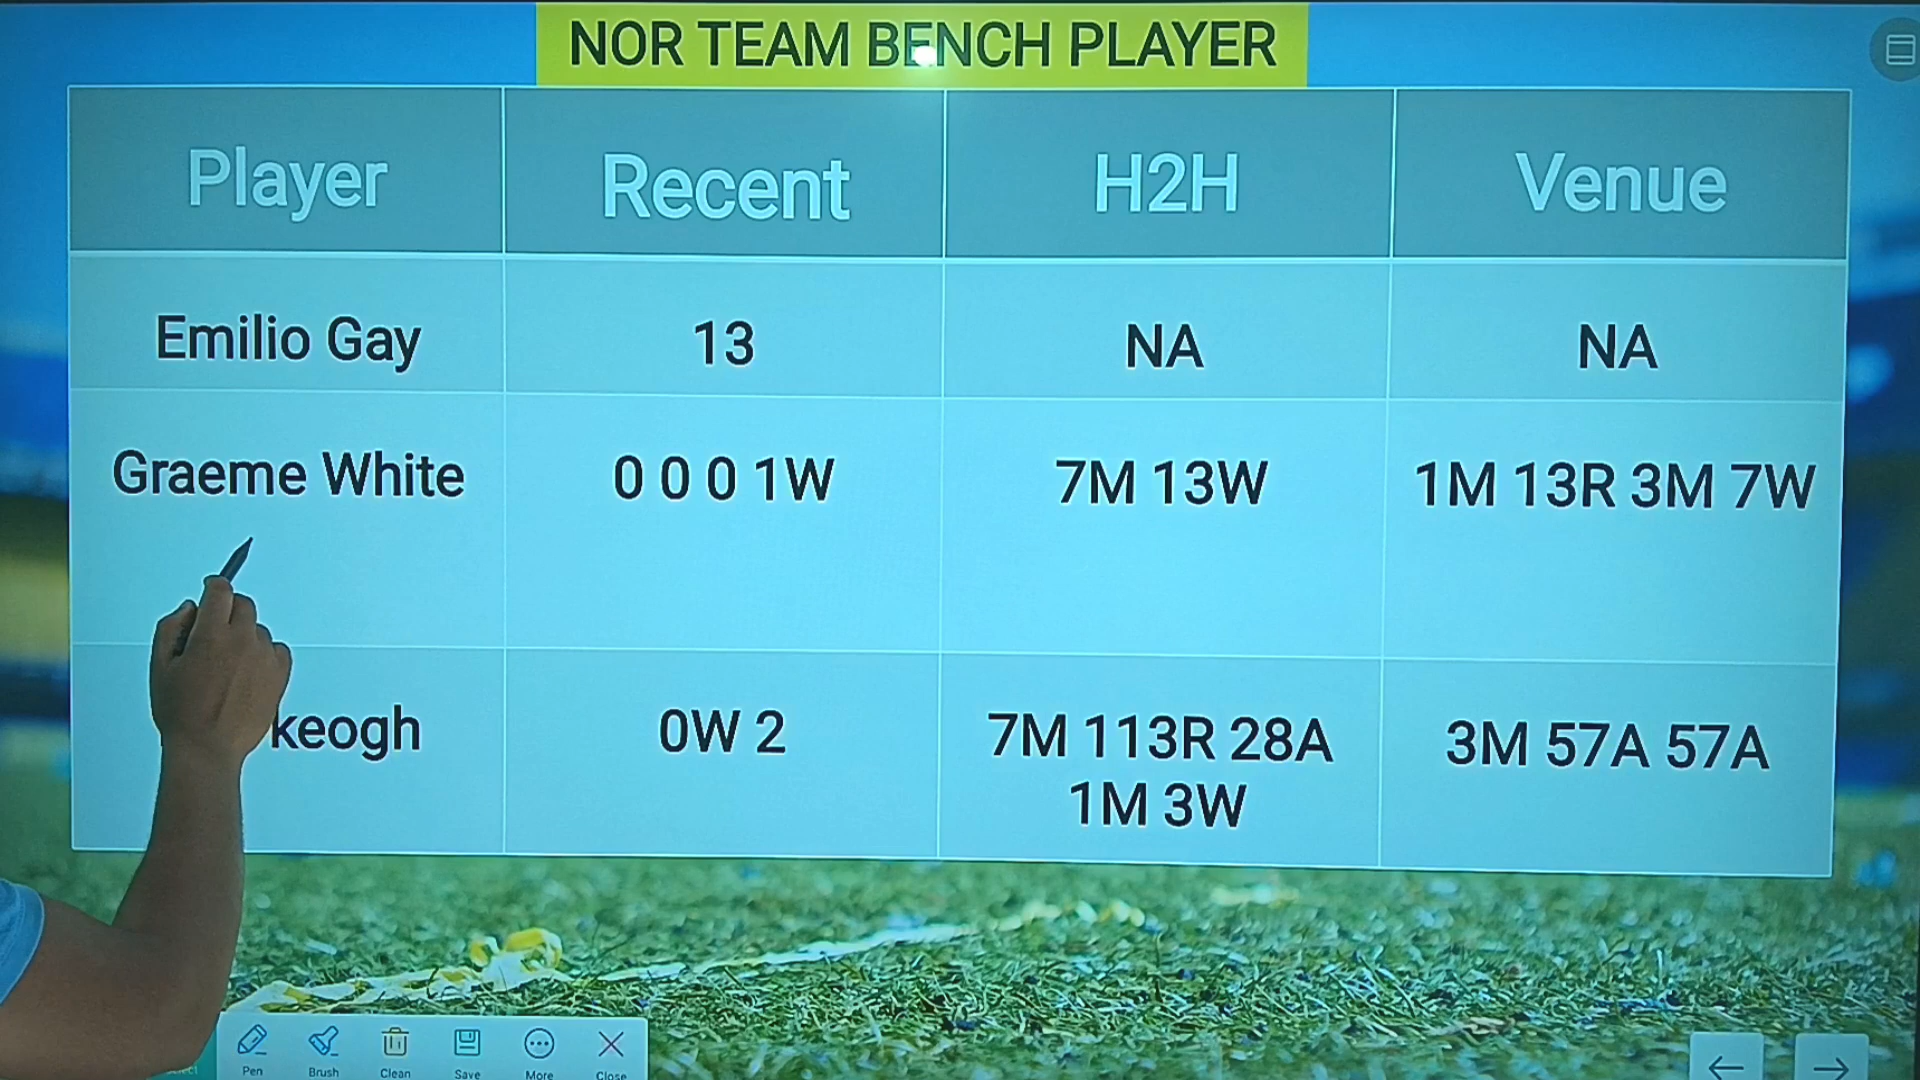 NOR TEAM BENCH PLAYER
Player Recent H2H Venue
Emilio Gay 13 NA NA
Graeme White 0 0 0 1W 7M 13W 1M 13R 3M 7W
keogh 0W 2 7M 113R 28A 3M 57A 57A
1M 3W
Pen Brush Clean Save More Close